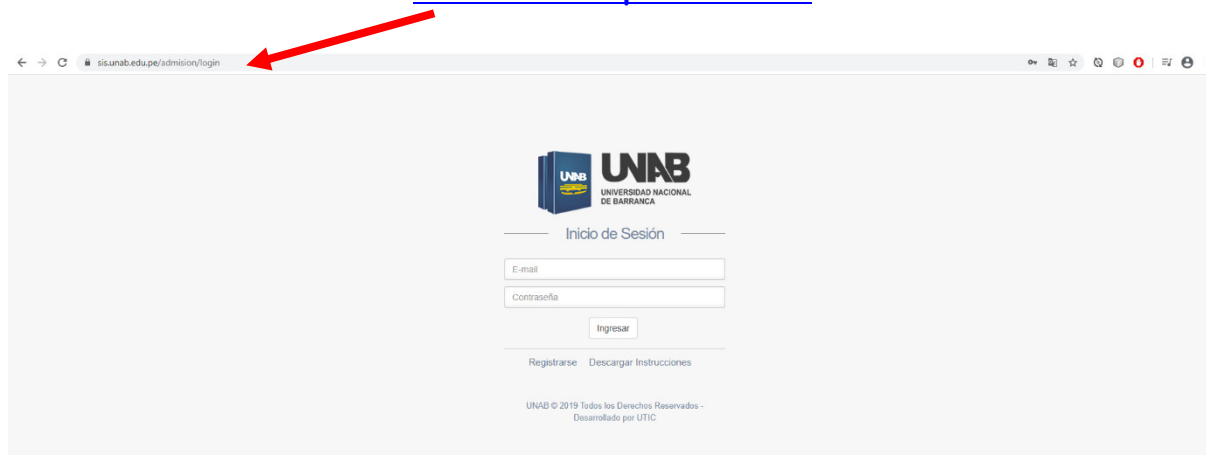 sis.unab.edu.pe/admision/login
UNAB
UNAB
UNIVERSIDAD NACIONAL
DE BARRANCA
Inicio de Sesión
E-mail
Contraseña
Ingresar
Registrarse Descargar Instrucciones
UNAB © 2019 Todos los Derechos Reservados -
Desarrollado por UTIC